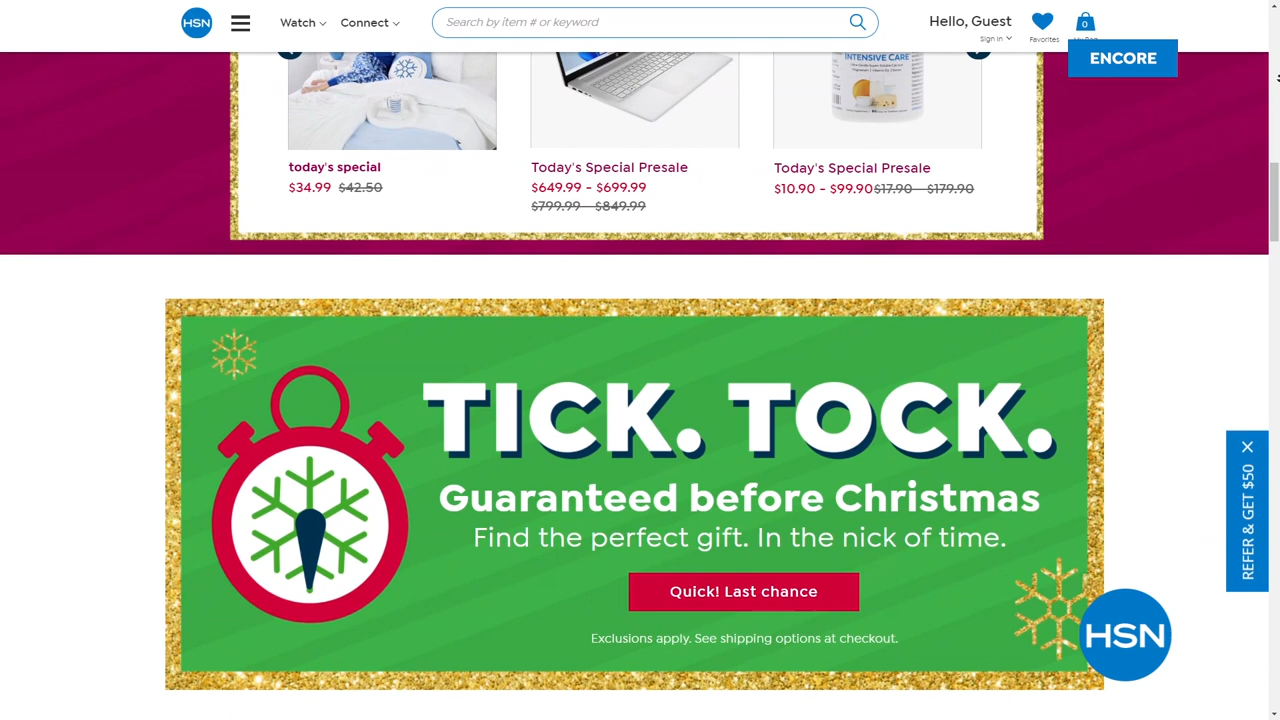 HSN
Watch
Connect
Search by item # or keyword
Hello, Guest
Sign In
Favorites
0
ENCORE
INTENSIVE CARE
today's special
$34.99 $42.50
Today's Special Presale
$649.99 - $699.99
$799.99 - $849.99
Today's Special Presale
$10.90 - $99.90 $17.90 - $179.90
TICK. TOCK.
Guaranteed before Christmas
Find the perfect gift. In the nick of time.
Quick! Last chance
Exclusions apply. See shipping options at checkout.
REFER & GET $50
HSN